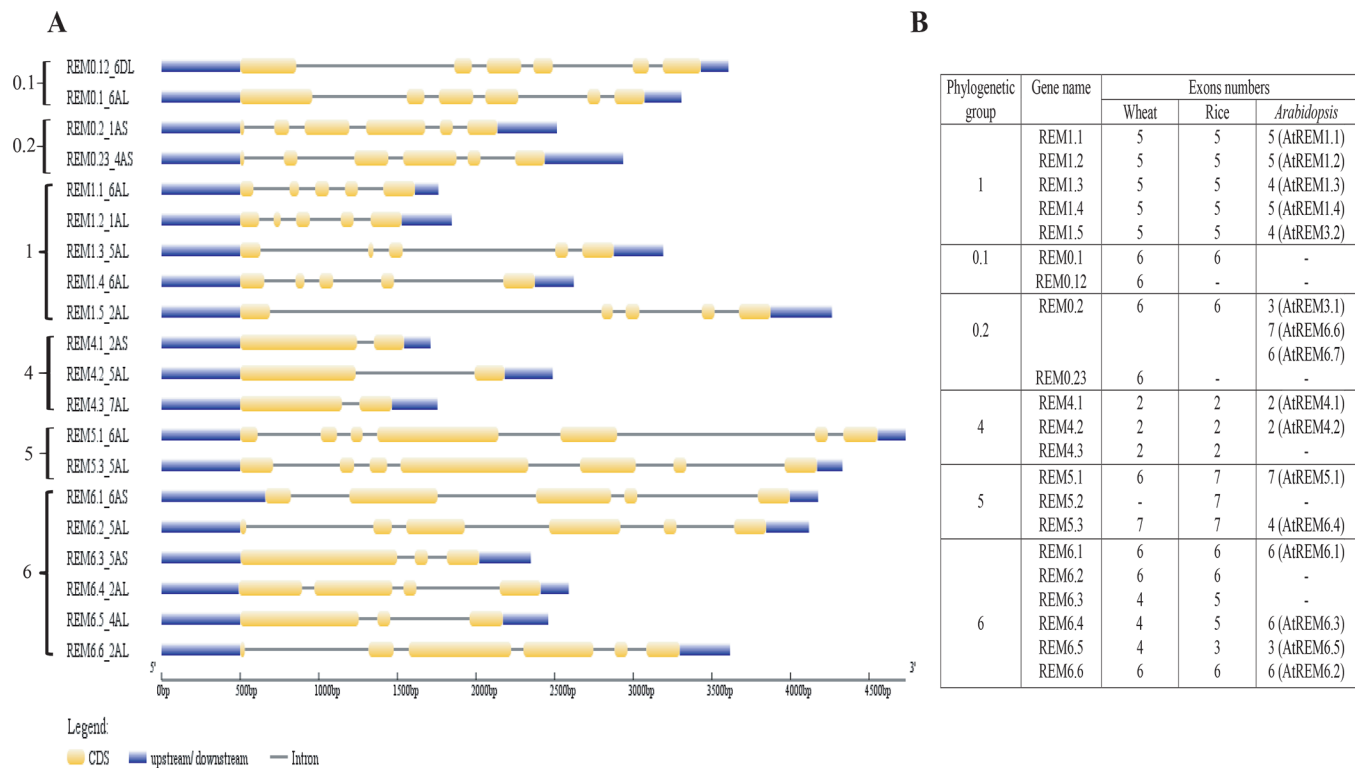 A
0.1
REM0.12_6DL
REM0.1_6AL
0.2
REM0.2_1AS
REM0.23_4AS
1
REM1.1_6AL
REM1.2_1AL
REM1.3_5AL
REM1.4_6AL
REM1.5_2AL
4
REM4.1_2AS
REM4.2_5AL
REM4.3_7AL
5
REM5.1_6AL
REM5.3_5AL
6
REM6.1_6AS
REM6.2_5AL
REM6.3_5AS
REM6.4_2AL
REM6.5_4AL
REM6.6_2AL
5' 3'
0bp 500bp 1000bp 1500bp 2000bp 2500bp 3000bp 3500bp 4000bp 4500bp
Legend:
CDS upstream/ downstream Intron
B
Phylogenetic group Gene name Exons numbers
Wheat Rice Arabidopsis
1
REM1.1 5 5 5 (AtREM1.1)
REM1.2 5 5 5 (AtREM1.2)
REM1.3 5 5 4 (AtREM1.3)
REM1.4 5 5 5 (AtREM1.4)
REM1.5 5 5 4 (AtREM3.2)
0.1
REM0.1 6 6 -
REM0.12 6 - -
0.2
REM0.2 6 6 3 (AtREM3.1)
7 (AtREM6.6)
6 (AtREM6.7)
REM0.23 6 - -
4
REM4.1 2 2 2 (AtREM4.1)
REM4.2 2 2 2 (AtREM4.2)
REM4.3 2 2 -
5
REM5.1 6 7 7 (AtREM5.1)
REM5.2 - 7 -
REM5.3 7 7 4 (AtREM6.4)
6
REM6.1 6 6 6 (AtREM6.1)
REM6.2 6 6 -
REM6.3 4 5 -
REM6.4 4 5 6 (AtREM6.3)
REM6.5 4 3 3 (AtREM6.5)
REM6.6 6 6 6 (AtREM6.2)